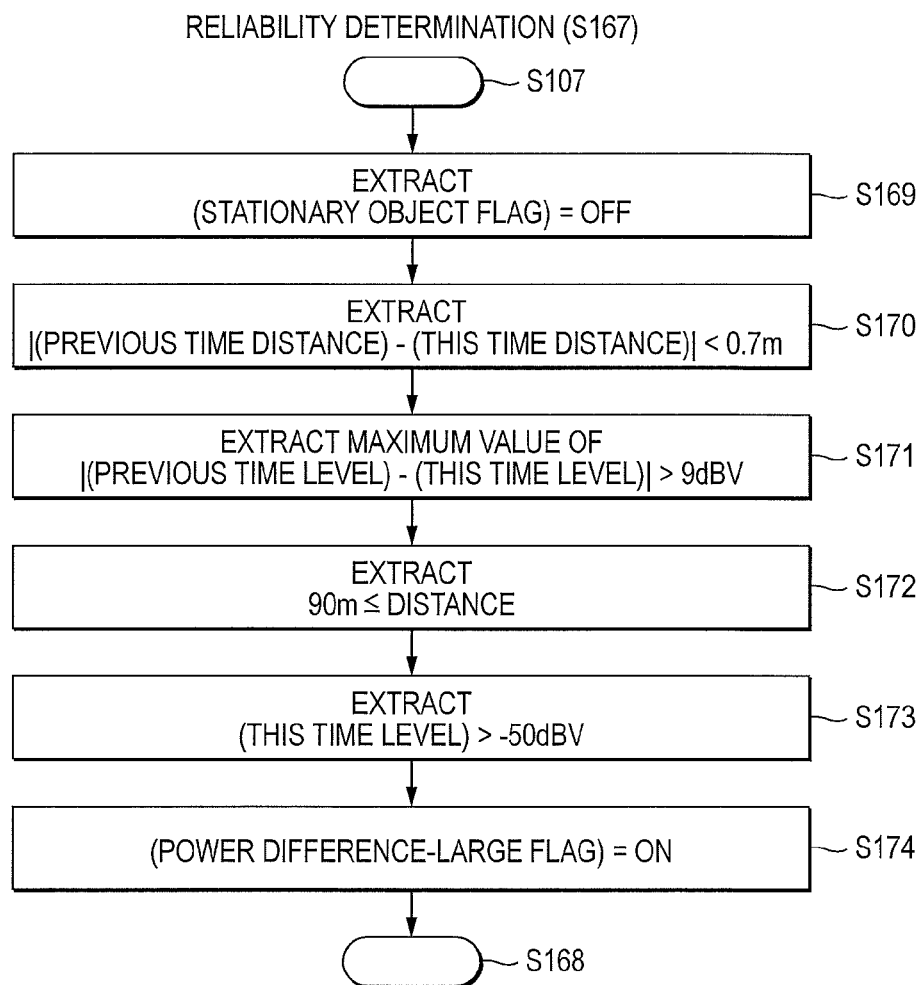 RELIABILITY DETERMINATION (S167)
S107
EXTRACT
(STATIONARY OBJECT FLAG) = OFF
S169
EXTRACT
|(PREVIOUS TIME DISTANCE) - (THIS TIME DISTANCE)| < 0.7m
S170
EXTRACT MAXIMUM VALUE OF
|(PREVIOUS TIME LEVEL) - (THIS TIME LEVEL)| > 9dBV
S171
EXTRACT
90m ≦ DISTANCE
S172
EXTRACT
(THIS TIME LEVEL) > -50dBV
S173
(POWER DIFFERENCE-LARGE FLAG) = ON
S174
S168